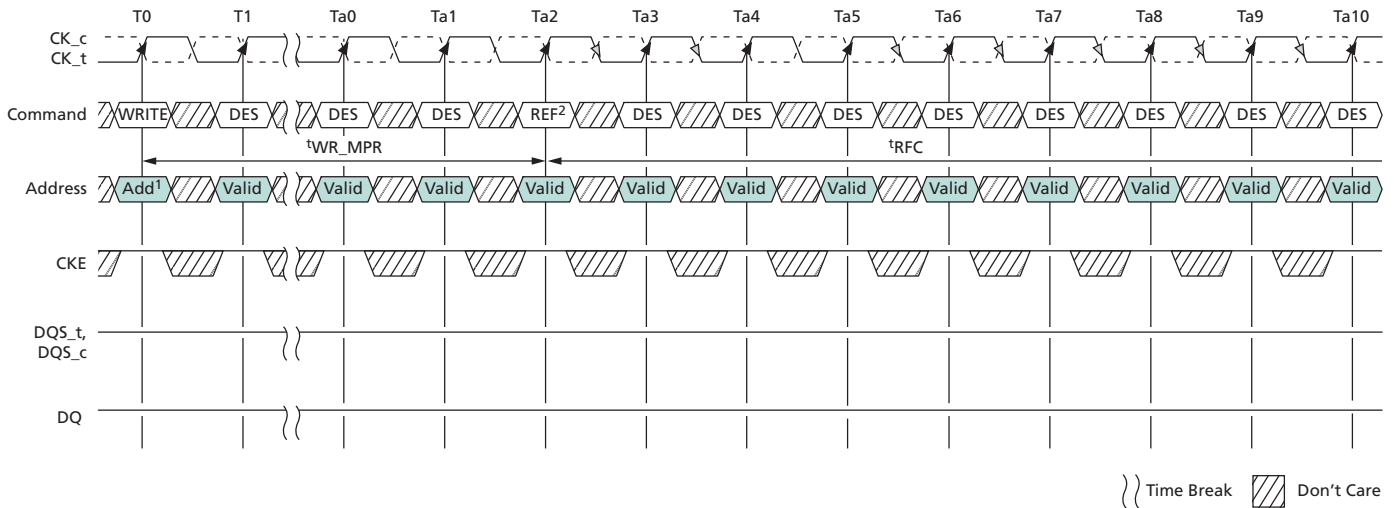 T0 T1 Ta0 Ta1 Ta2 Ta3 Ta4 Ta5 Ta6 Ta7 Ta8 Ta9 Ta10
CK_c
CK_t
Command WRITE DES DES DES REF² DES DES DES DES DES DES DES DES
ᵗWR_MPR ᵗRFC
Address Add¹ Valid Valid Valid Valid Valid Valid Valid Valid Valid Valid Valid Valid
CKE
DQS_t,
DQS_c
DQ
Time Break Don't Care